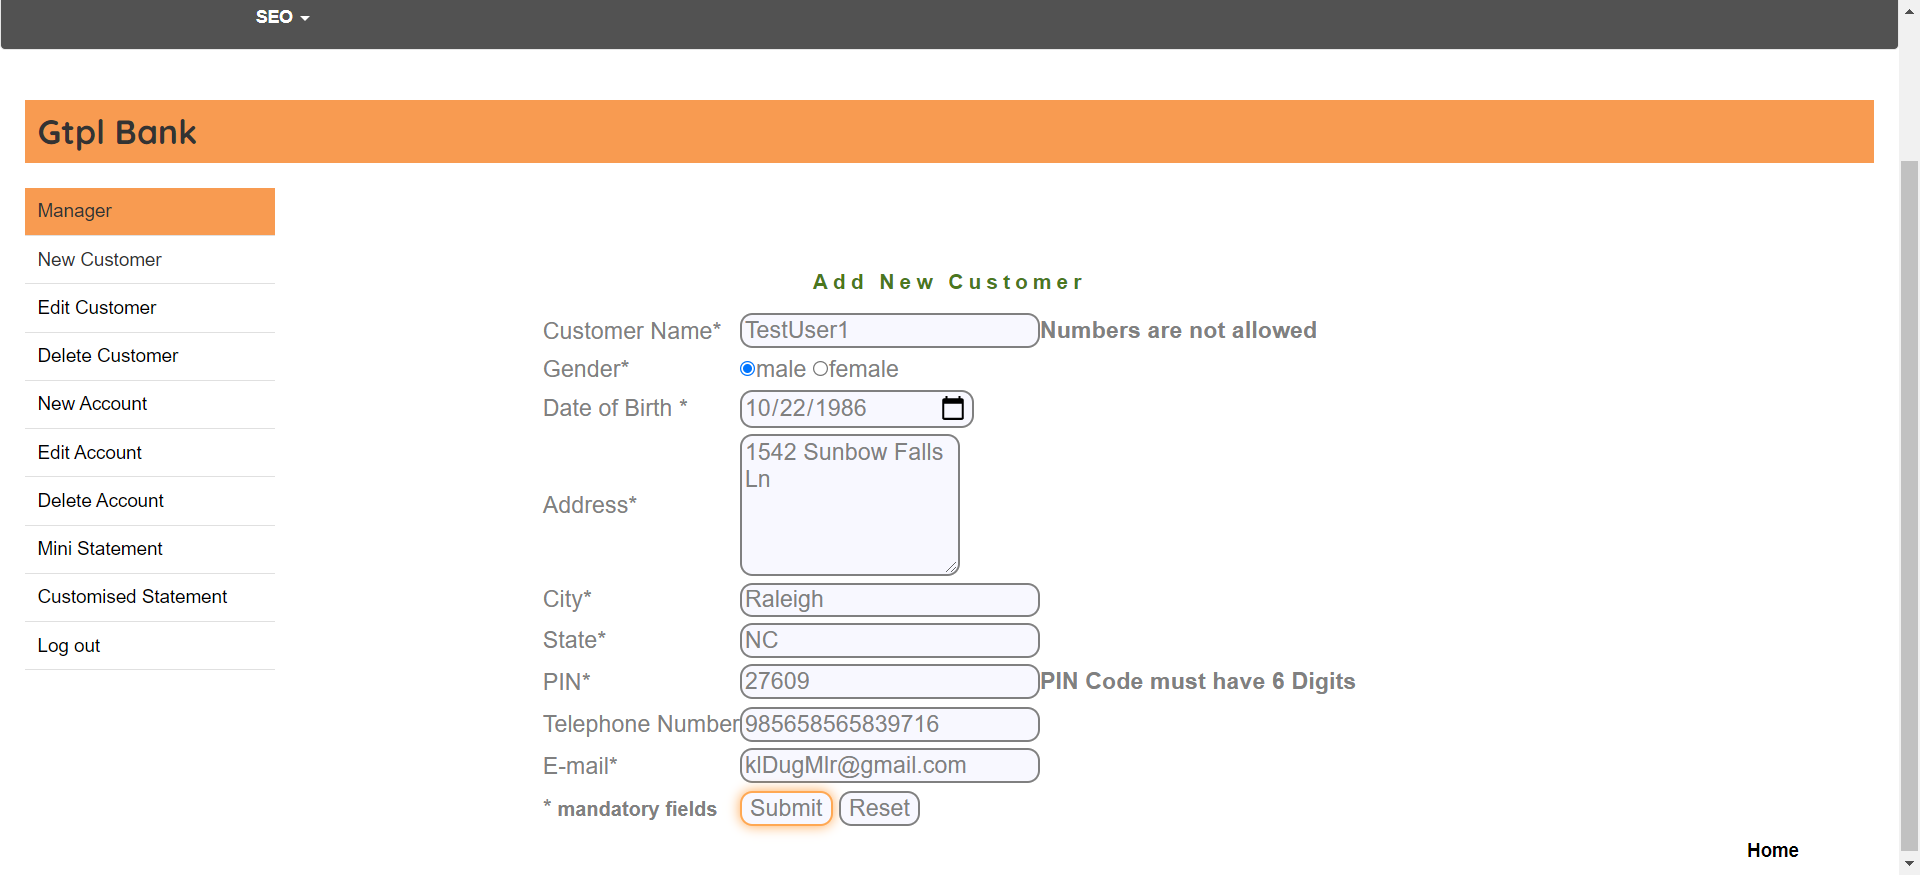 SEO
Gtpl Bank
Manager
New Customer
Edit Customer
Delete Customer
New Account
Edit Account
Delete Account
Mini Statement
Customised Statement
Log out
Add New Customer
Customer Name* TestUser1 Numbers are not allowed
Gender* male female
Date of Birth * 10/22/1986
Address* 1542 Sunbow Falls
Ln
City* Raleigh
State* NC
PIN* 27609 PIN Code must have 6 Digits
Telephone Number 985658565839716
E-mail* klDugMlr@gmail.com
* mandatory fields Submit Reset
Home